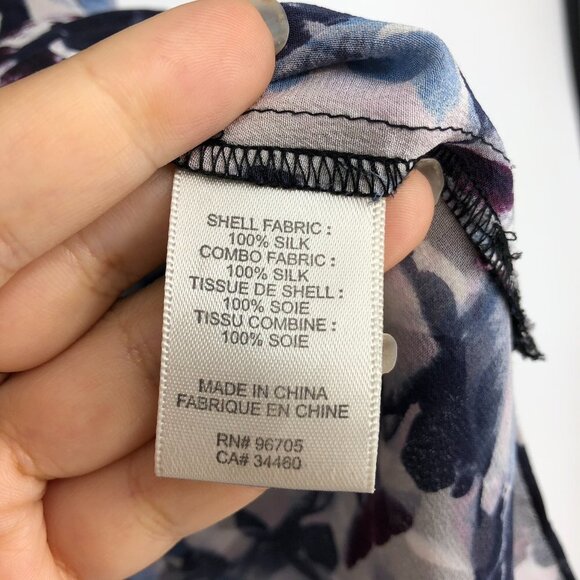 SHELL FABRIC :
100% SILK
COMBO FABRIC :
100% SILK
TISSUE DE SHELL :
100% SOIE
TISSU COMBINE :
100% SOIE
MADE IN CHINA
FABRIQUE EN CHINE
RN# 96705
CA# 34460